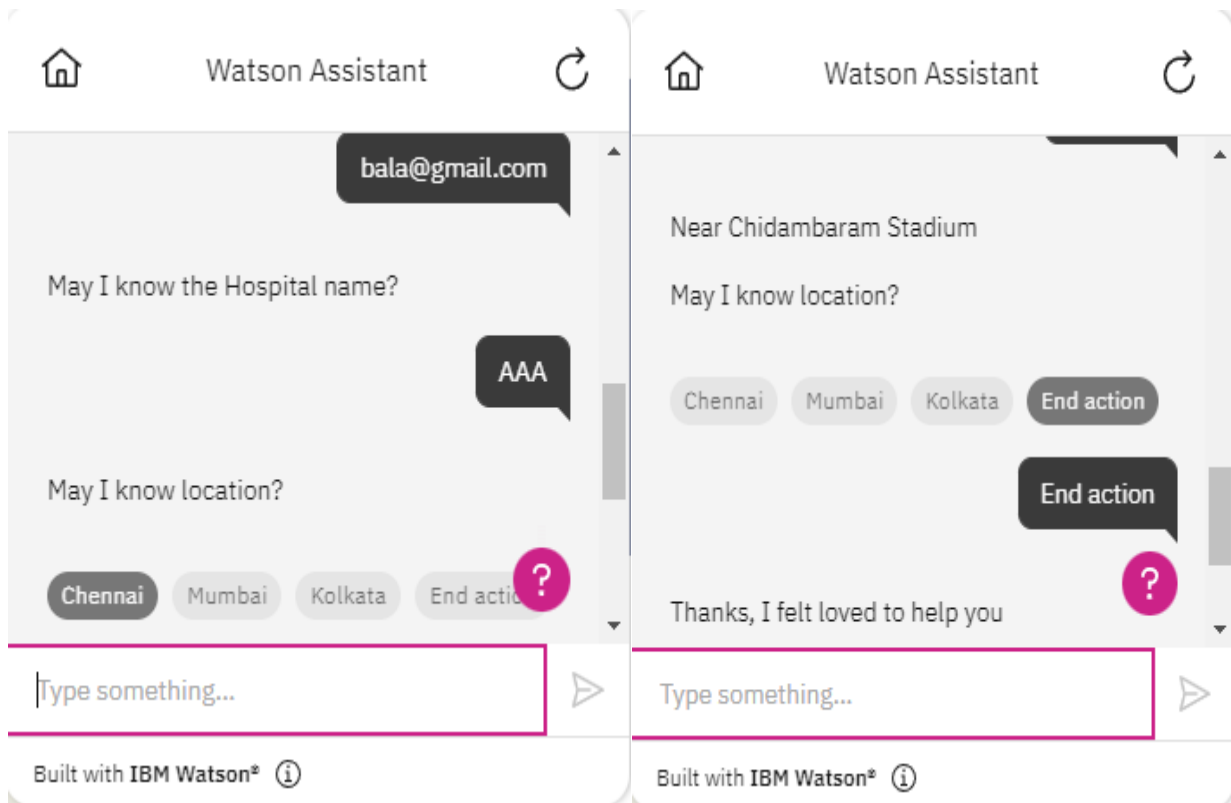 Watson Assistant
bala@gmail.com
May I know the Hospital name?
AAA
May I know location?
Chennai Mumbai Kolkata End actio
?
Type something...
Built with IBM Watson® ⓘ
Watson Assistant
Near Chidambaram Stadium
May I know location?
Chennai Mumbai Kolkata End action
End action
?
Thanks, I felt loved to help you
Type something...
Built with IBM Watson® ⓘ